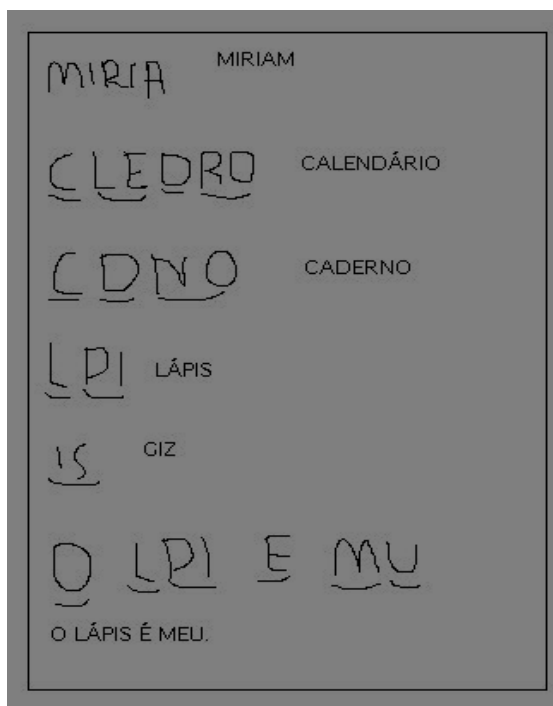 MIRIA MIRIAM
CLEDRO CALENDÁRIO
CDNO CADERNO
LPI LÁPIS
IS GIZ
O LPI E MU
O LÁPIS É MEU.